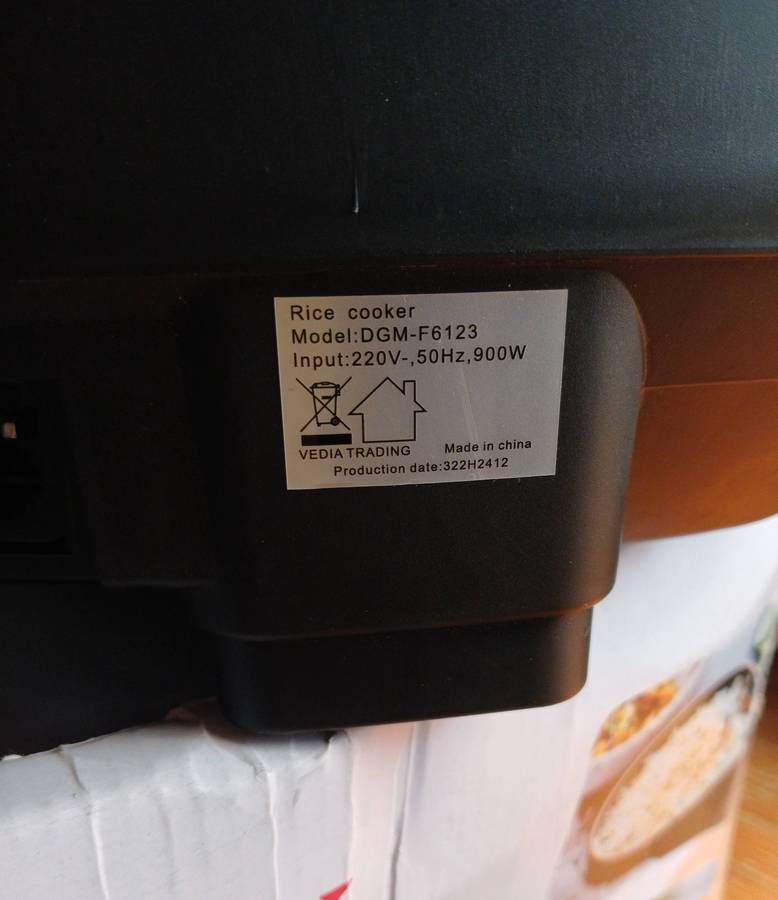 Rice cooker
Model:DGM-F6123
Input:220V-,50Hz,900W
VEDIA TRADING
Made in china
Production date:322H2412